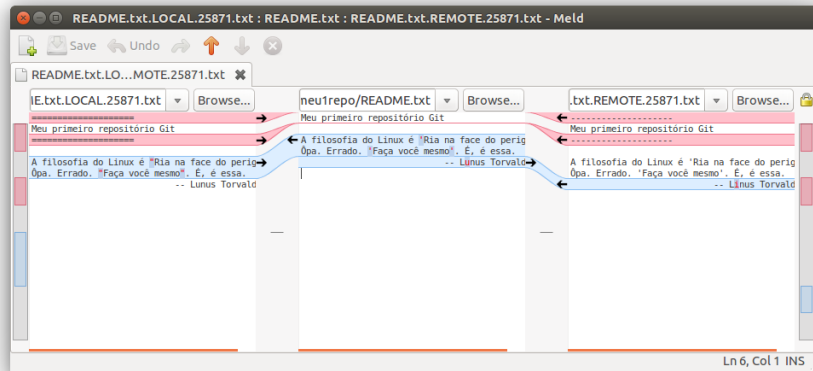 README.txt.LOCAL.25871.txt : README.txt : README.txt.REMOTE.25871.txt - Meld
Save Undo
README.txt.LO...MOTE.25871.txt
IE.txt.LOCAL.25871.txt Browse...
====================
Meu primeiro repositório Git
====================
A filosofia do Linux é "Ria na face do perig
Ôpa. Errado. "Faça você mesmo". É, é essa.
-- Lunus Torvald
neu1repo/README.txt Browse...
Meu primeiro repositório Git
A filosofia do Linux é 'Ria na face do perig
Ôpa. Errado. 'Faça você mesmo'. É, é essa.
-- Lunus Torvald
.txt.REMOTE.25871.txt Browse...
--------------------
Meu primeiro repositório Git
--------------------
A filosofia do Linux é 'Ria na face do perig
Ôpa. Errado. 'Faça você mesmo'. É, é essa.
-- Linus Torvald
Ln 6, Col 1 INS